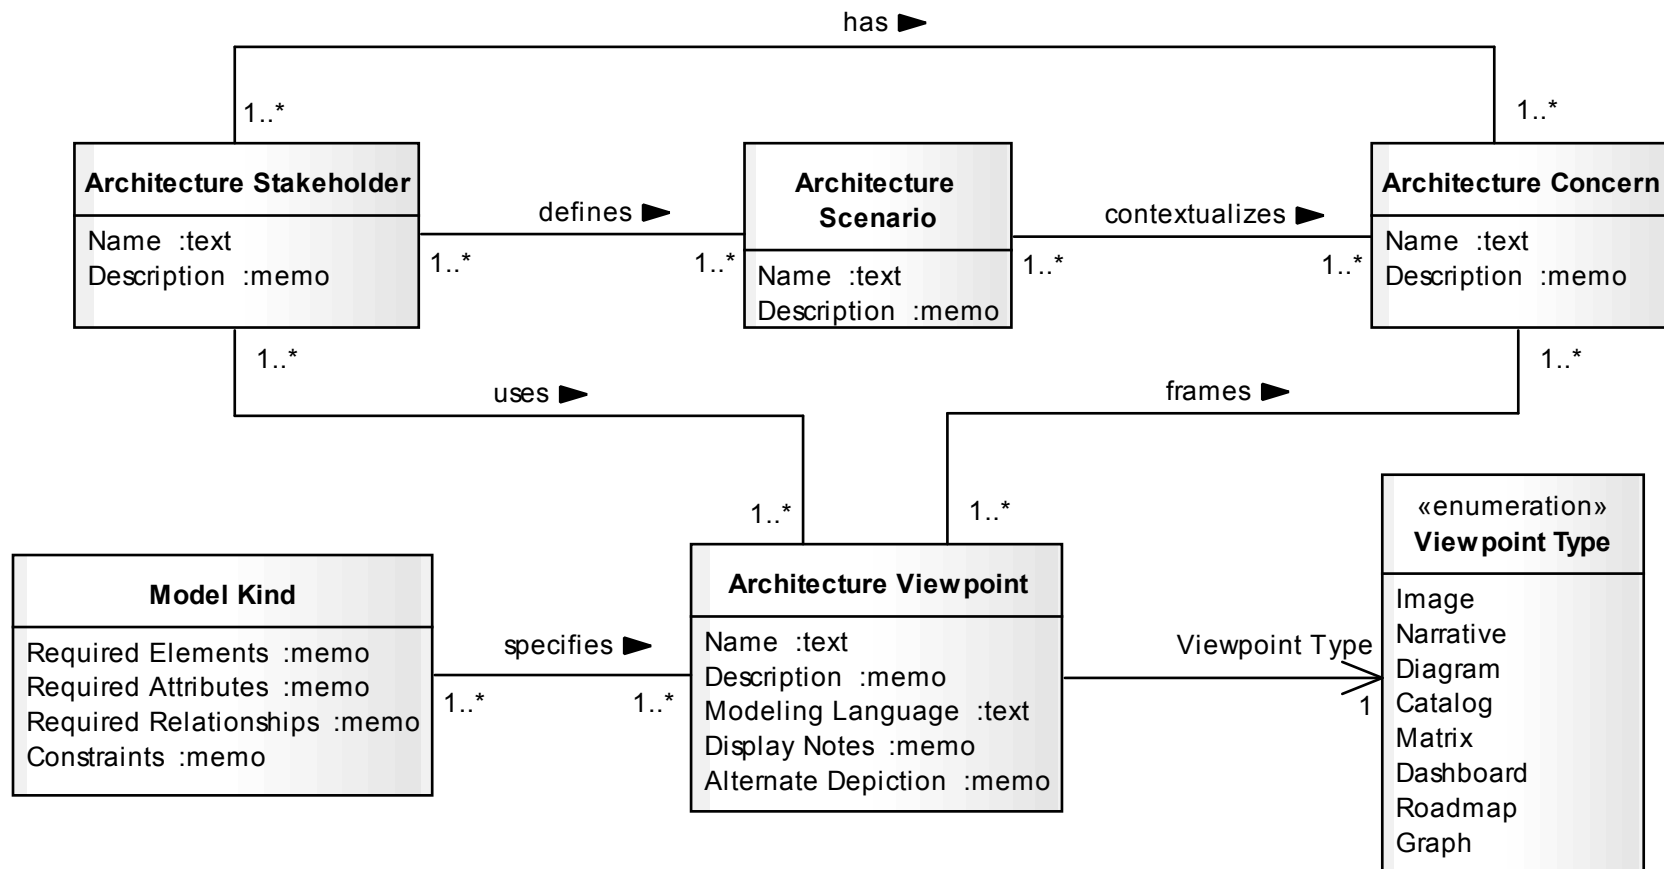 has
1..*
1..*
Architecture Stakeholder
Name :text
Description :memo
defines
1..*
1..*
Architecture
Scenario
Name :text
Description :memo
contextualizes
1..*
1..*
Architecture Concern
Name :text
Description :memo
1..*
uses
1..*
1..*
frames
1..*
Model Kind
Required Elements :memo
Required Attributes :memo
Required Relationships :memo
Constraints :memo
specifies
1..*
1..*
Architecture Viewpoint
Name :text
Description :memo
Modeling Language :text
Display Notes :memo
Alternate Depiction :memo
Viewpoint Type
1
«enumeration»
Viewpoint Type
Image
Narrative
Diagram
Catalog
Matrix
Dashboard
Roadmap
Graph